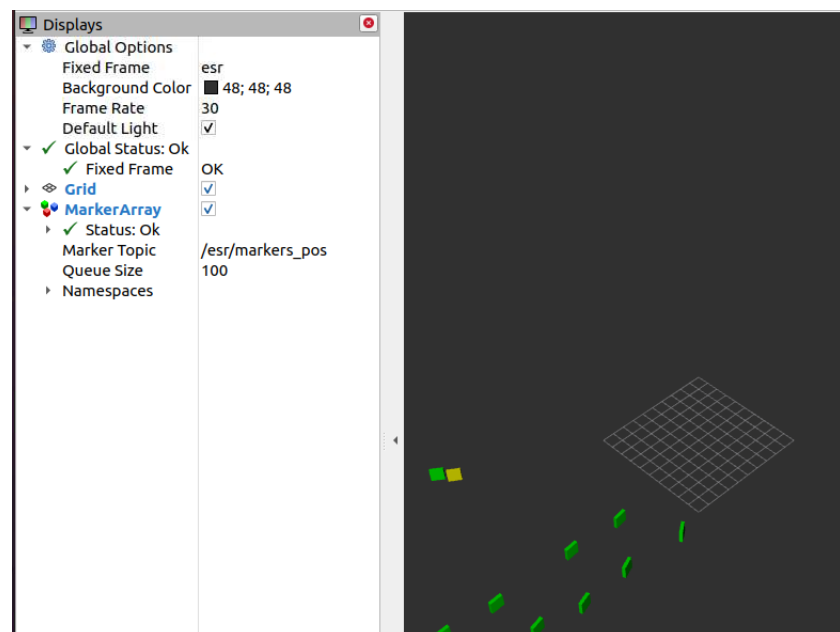 Displays
Global Options
Fixed Frame esr
Background Color 48; 48; 48
Frame Rate 30
Default Light
Global Status: Ok
Fixed Frame OK
Grid
MarkerArray
Status: Ok
Marker Topic /esr/markers_pos
Queue Size 100
Namespaces